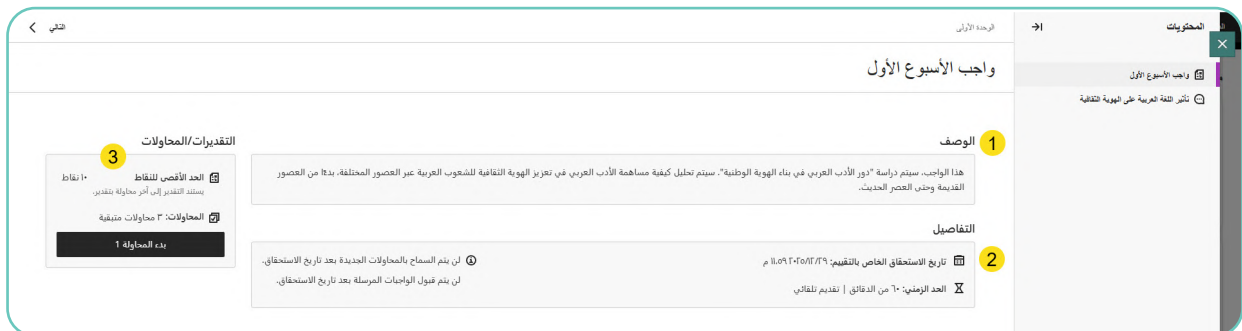 المحتويات
واجب الأسبوع الأول
تأثير اللغة العربية على الهوية الثقافية
الوحدة الأولى
التالي
واجب الأسبوع الأول
1
الوصف
هذا الواجب، سيتم دراسة "دور الأدب العربي في بناء الهوية الوطنية". سيتم تحليل كيفية مساهمة الأدب العربي في تعزيز الهوية الثقافية للشعوب العربية عبر العصور المختلفة، بدءًا من العصور
القديمة وحتى العصر الحديث.
التفاصيل
2
تاريخ الاستحقاق الخاص بالتقييم: ٢٠٢٥/١٢/٢٩ ١١،٥٩ م
الحد الزمني: ٦٠ من الدقائق | تقديم تلقائي
لن يتم السماح بالمحاولات الجديدة بعد تاريخ الاستحقاق.
لن يتم قبول الواجبات المرسلة بعد تاريخ الاستحقاق.
التقديرات/المحاولات
3
الحد الأقصى للنقاط ١٠ نقاط
يستند التقدير إلى آخر محاولة بتقدير.
المحاولات: ٣ محاولات متبقية
بدء المحاولة 1